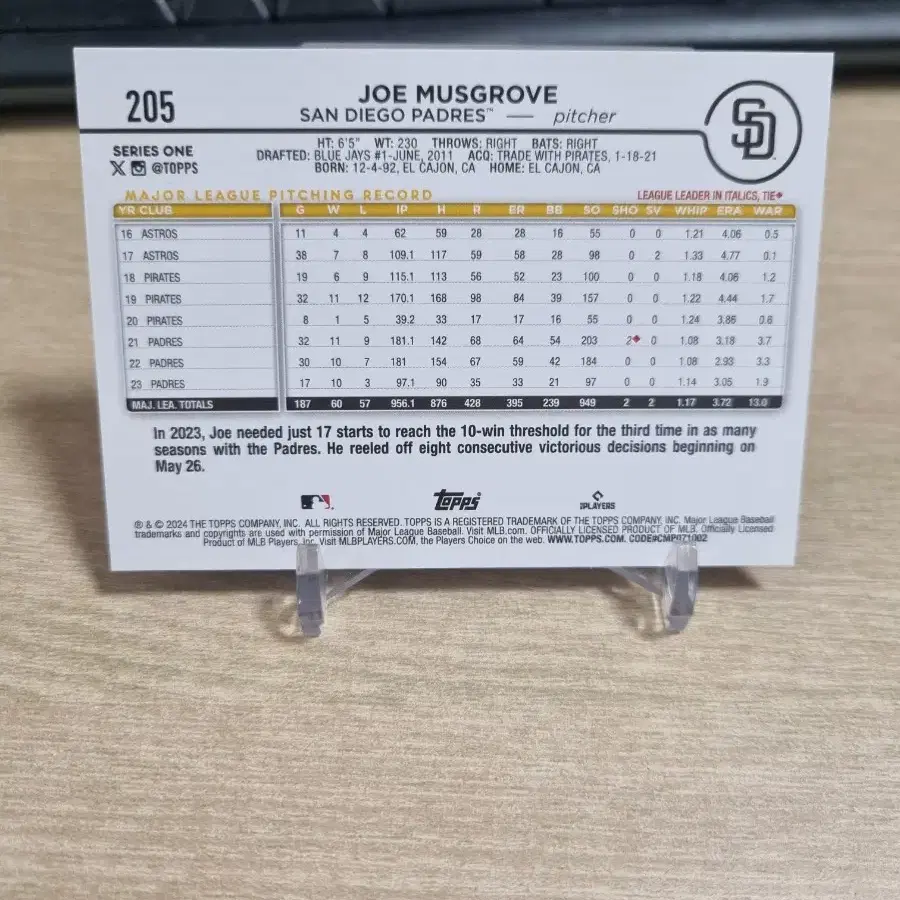 205
JOE MUSGROVE
SAN DIEGO PADRES™ — pitcher
SD
SERIES ONE
X @TOPPS
HT: 6'5" WT: 230 THROWS: RIGHT BATS: RIGHT
DRAFTED: BLUE JAYS #1-JUNE, 2011 ACQ: TRADE WITH PIRATES, 1-18-21
BORN: 12-4-92, EL CAJON, CA HOME: EL CAJON, CA
MAJOR LEAGUE PITCHING RECORD LEAGUE LEADER IN ITALICS, TIE♦
YR CLUB G W L IP H R ER BB SO SHO SV WHIP ERA WAR
16 ASTROS 11 4 4 62 59 28 28 16 55 0 0 1.21 4.06 0.5
17 ASTROS 38 7 8 109.1 117 59 58 28 98 0 2 1.33 4.77 0.1
18 PIRATES 19 6 9 115.1 113 56 52 23 100 0 0 1.18 4.06 1.2
19 PIRATES 32 11 12 170.1 168 98 84 39 157 0 0 1.22 4.44 1.7
20 PIRATES 8 1 5 39.2 33 17 17 16 55 0 0 1.24 3.86 0.6
21 PADRES 32 11 9 181.1 142 68 64 54 203 2♦ 0 1.08 3.18 3.7
22 PADRES 30 10 7 181 154 67 59 42 184 0 0 1.08 2.93 3.3
23 PADRES 17 10 3 97.1 90 35 33 21 97 0 0 1.14 3.05 1.9
MAJ. LEA. TOTALS 187 60 57 956.1 876 428 395 239 949 2 2 1.17 3.72 13.0
In 2023, Joe needed just 17 starts to reach the 10-win threshold for the third time in as many
seasons with the Padres. He reeled off eight consecutive victorious decisions beginning on
May 26.
Topps PLAYERS
® & © 2024 THE TOPPS COMPANY, INC. ALL RIGHTS RESERVED. TOPPS IS A REGISTERED TRADEMARK OF THE TOPPS COMPANY, INC. Major League Baseball
trademarks and copyrights are used with permission of Major League Baseball. Visit MLB.com. OFFICIALLY LICENSED PRODUCT OF MLB. Officially Licensed
Product of MLB Players, Inc. Visit MLBPLAYERS.COM, the Players Choice on the web. WWW.TOPPS.COM. CODE#CMP071002